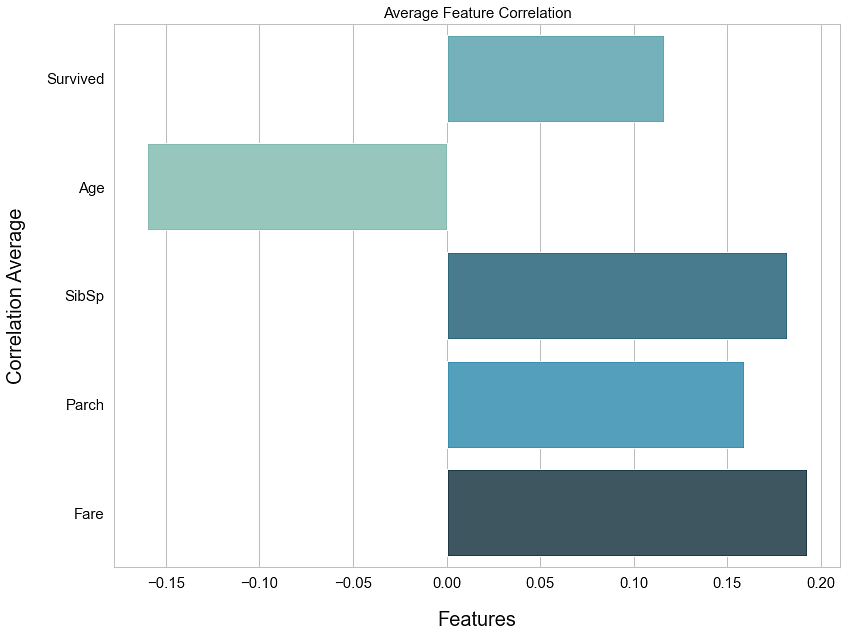 Average Feature Correlation
Survived
Age
SibSp
Parch
Fare
Correlation Average
−0.15
−0.10
−0.05
0.00
0.05
0.10
0.15
0.20
Features